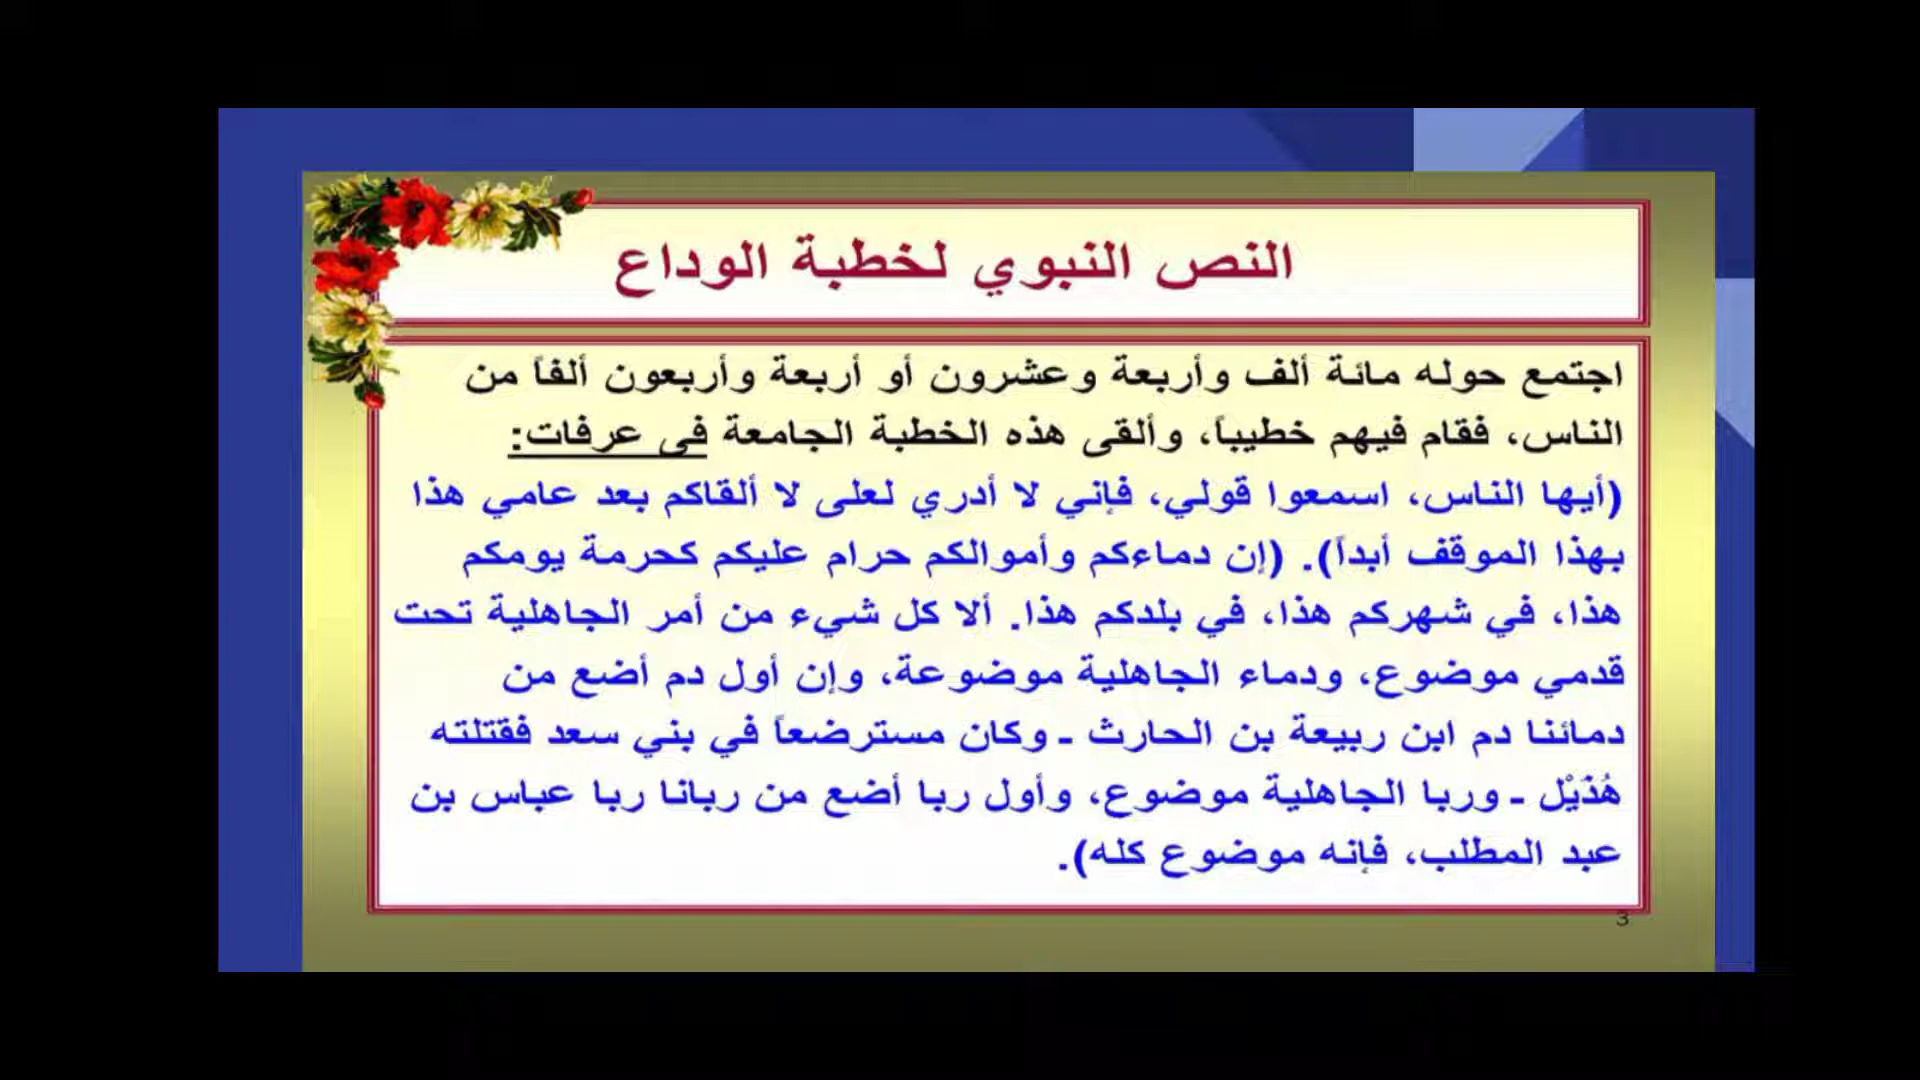 النص النبوي لخطبة الوداع
اجتمع حوله مائة ألف وأربعة وعشرون أو أربعة وأربعون ألفاً من
الناس، فقام فيهم خطيباً، وألقى هذه الخطبة الجامعة في عرفات:
(أيها الناس، اسمعوا قولي، فإني لا أدري لعلى لا ألقاكم بعد عامي هذا
بهذا الموقف أبداً). (إن دماءكم وأموالكم حرام عليكم كحرمة يومكم
هذا، في شهركم هذا، في بلدكم هذا. ألا كل شيء من أمر الجاهلية تحت
قدمي موضوع، ودماء الجاهلية موضوعة، وإن أول دم أضع من
دمائنا دم ابن ربيعة بن الحارث ـ وكان مسترضعاً في بني سعد فقتلته
هُذَيْل ـ وربا الجاهلية موضوع، وأول ربا أضع من ربانا ربا عباس بن
عبد المطلب، فإنه موضوع كله).
3